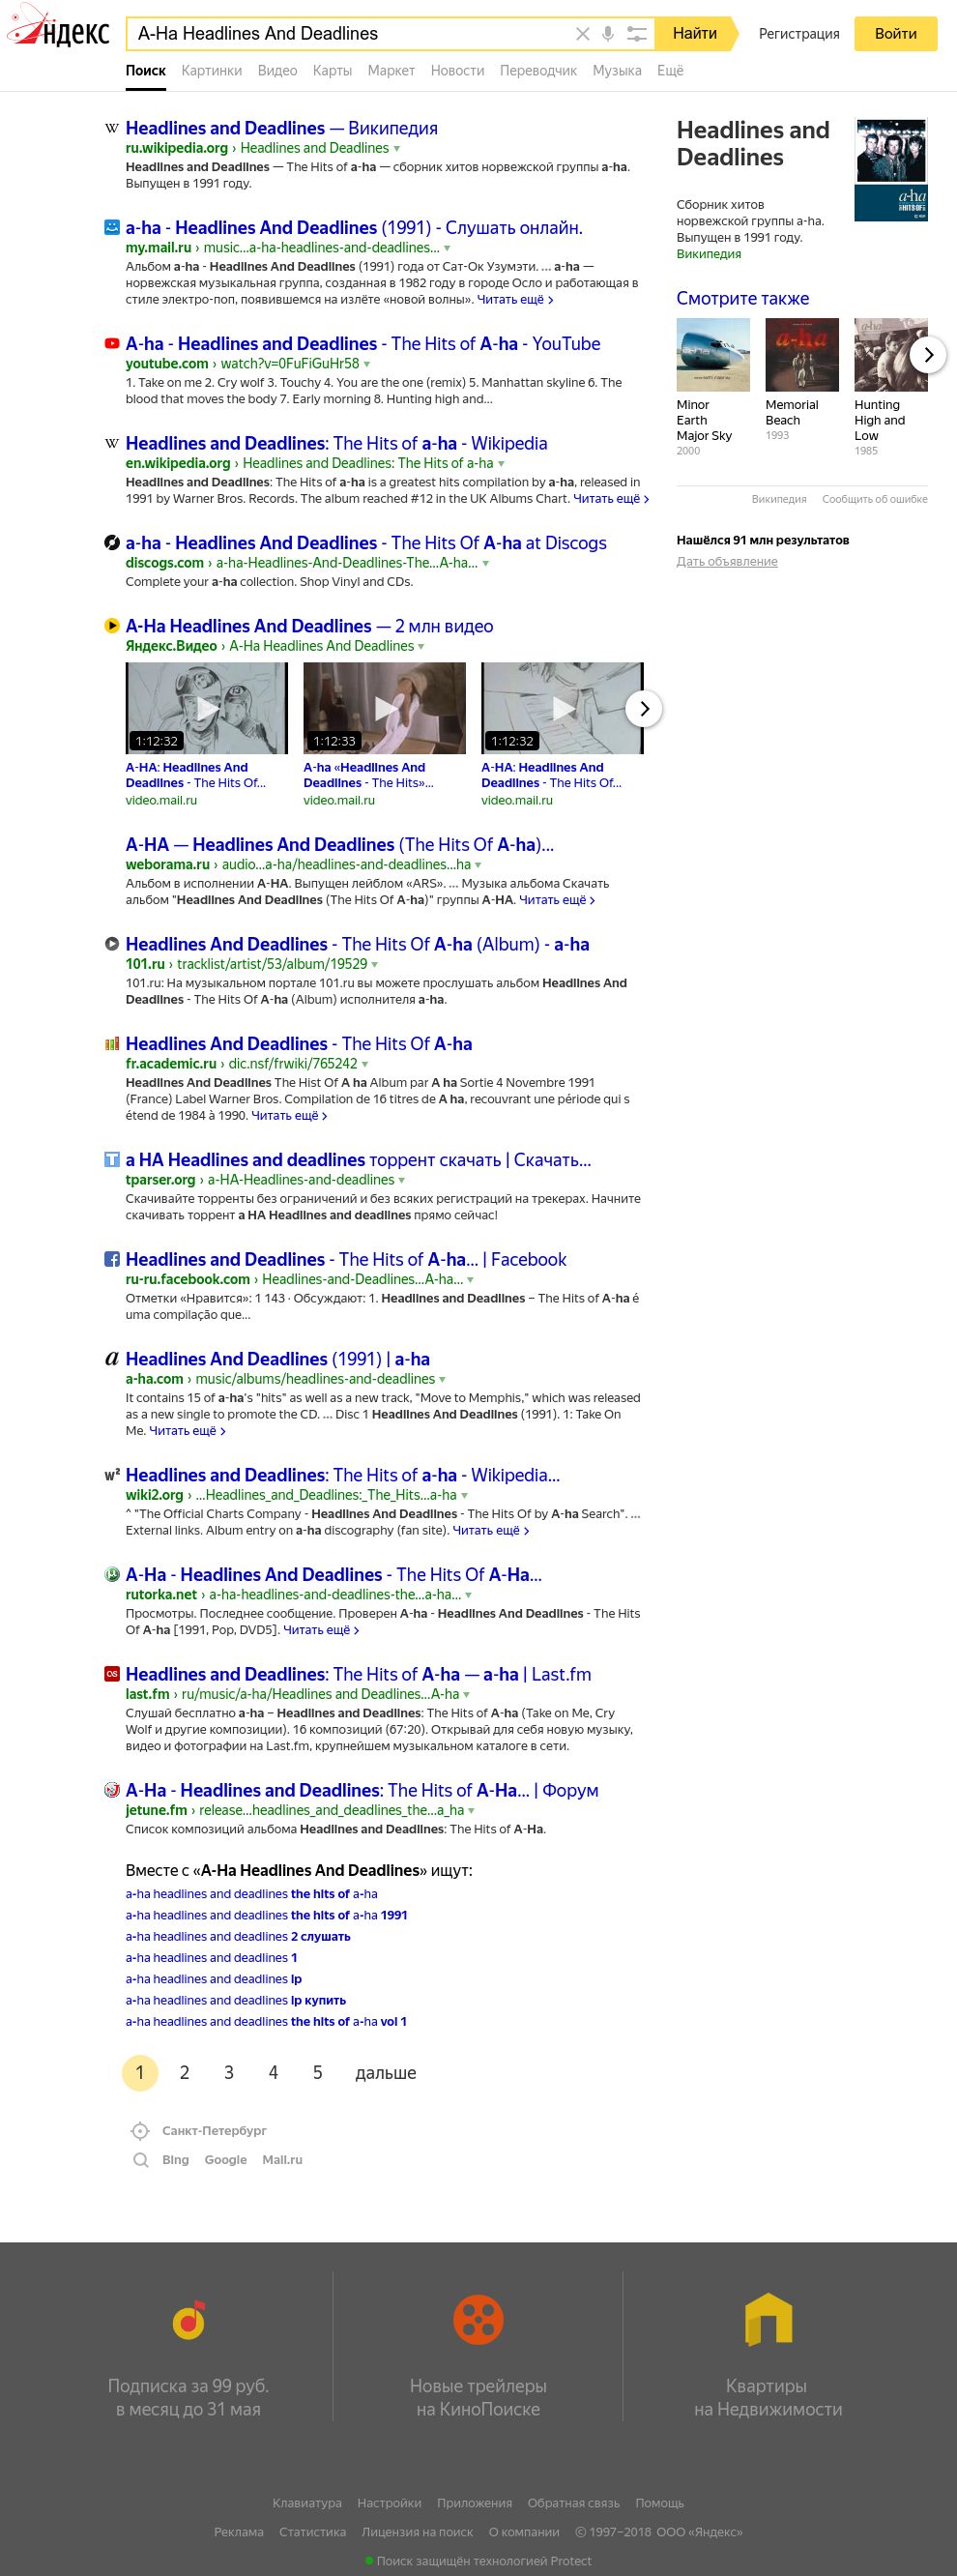 Яндекс
A-Ha Headlines And Deadlines
Найти
Регистрация
Войти
Поиск Картинки Видео Карты Маркет Новости Переводчик Музыка Ещё
Headlines and Deadlines — Википедия
ru.wikipedia.org › Headlines and Deadlines
Headlines and Deadlines — The Hits of a-ha — сборник хитов норвежской группы a-ha.
Выпущен в 1991 году.
a-ha - Headlines And Deadlines (1991) - Слушать онлайн.
my.mail.ru › music…a-ha-headlines-and-deadlines…
Альбом a-ha - Headlines And Deadlines (1991) года от Сат-Ок Узумэти. ... a-ha —
норвежская музыкальная группа, созданная в 1982 году в городе Осло и работающая в
стиле электро-поп, появившемся на излёте «новой волны». Читать ещё
A-ha - Headlines and Deadlines - The Hits of A-ha - YouTube
youtube.com › watch?v=0FuFiGuHr58
1. Take on me 2. Cry wolf 3. Touchy 4. You are the one (remix) 5. Manhattan skyline 6. The
blood that moves the body 7. Early morning 8. Hunting high and...
Headlines and Deadlines: The Hits of a-ha - Wikipedia
en.wikipedia.org › Headlines and Deadlines: The Hits of a-ha
Headlines and Deadlines: The Hits of a-ha is a greatest hits compilation by a-ha, released in
1991 by Warner Bros. Records. The album reached #12 in the UK Albums Chart. Читать ещё
a-ha - Headlines And Deadlines - The Hits Of A-ha at Discogs
discogs.com › a-ha-Headlines-And-Deadlines-The…A-ha…
Complete your a-ha collection. Shop Vinyl and CDs.
A-Ha Headlines And Deadlines — 2 млн видео
Яндекс.Видео › A-Ha Headlines And Deadlines
1:12:32 1:12:33 1:12:32
A-HA: Headlines And
Deadlines - The Hits Of...
video.mail.ru
A-ha «Headlines And
Deadlines - The Hits»...
video.mail.ru
A-HA: Headlines And
Deadlines - The Hits Of...
video.mail.ru
A-HA — Headlines And Deadlines (The Hits Of A-ha)...
weborama.ru › audio…a-ha/headlines-and-deadlines…ha
Альбом в исполнении A-HA. Выпущен лейблом «ARS». ... Музыка альбома Скачать
альбом "Headlines And Deadlines (The Hits Of A-ha)" группы A-HA. Читать ещё
Headlines And Deadlines - The Hits Of A-ha (Album) - a-ha
101.ru › tracklist/artist/53/album/19529
101.ru: На музыкальном портале 101.ru вы можете прослушать альбом Headlines And
Deadlines - The Hits Of A-ha (Album) исполнителя a-ha.
Headlines And Deadlines - The Hits Of A-ha
fr.academic.ru › dic.nsf/frwiki/765242
Headlines And Deadlines The Hist Of A ha Album par A ha Sortie 4 Novembre 1991
(France) Label Warner Bros. Compilation de 16 titres de A ha, recouvrant une période qui s
étend de 1984 à 1990. Читать ещё
a HA Headlines and deadlines торрент скачать | Скачать...
tparser.org › a-HA-Headlines-and-deadlines
Скачивайте торренты без ограничений и без всяких регистраций на трекерах. Начните
скачивать торрент a HA Headlines and deadlines прямо сейчас!
Headlines and Deadlines - The Hits of A-ha... | Facebook
ru-ru.facebook.com › Headlines-and-Deadlines…A-ha…
Отметки «Нравится»: 1 143 · Обсуждают: 1. Headlines and Deadlines – The Hits of A-ha é
uma compilação que...
Headlines And Deadlines (1991) | a-ha
a-ha.com › music/albums/headlines-and-deadlines
It contains 15 of a-ha's "hits" as well as a new track, "Move to Memphis," which was released
as a new single to promote the CD. ... Disc 1 Headlines And Deadlines (1991). 1: Take On
Me. Читать ещё
Headlines and Deadlines: The Hits of a-ha - Wikipedia...
wiki2.org › …Headlines_and_Deadlines:_The_Hits…a-ha
^ "The Official Charts Company - Headlines And Deadlines - The Hits Of by A-ha Search". ...
External links. Album entry on a-ha discography (fan site). Читать ещё
A-Ha - Headlines And Deadlines - The Hits Of A-Ha...
rutorka.net › a-ha-headlines-and-deadlines-the…a-ha…
Просмотры. Последнее сообщение. Проверен A-ha - Headlines And Deadlines - The Hits
Of A-ha [1991, Pop, DVD5]. Читать ещё
Headlines and Deadlines: The Hits of A-ha — a-ha | Last.fm
last.fm › ru/music/a-ha/Headlines and Deadlines…A-ha
Слушай бесплатно a-ha – Headlines and Deadlines: The Hits of A-ha (Take on Me, Cry
Wolf и другие композиции). 16 композиций (67:20). Открывай для себя новую музыку,
видео и фотографии на Last.fm, крупнейшем музыкальном каталоге в сети.
A-Ha - Headlines and Deadlines: The Hits of A-Ha... | Форум
jetune.fm › release…headlines_and_deadlines_the…a_ha
Список композиций альбома Headlines and Deadlines: The Hits of A-Ha.
Вместе с «A-Ha Headlines And Deadlines» ищут:
a-ha headlines and deadlines the hits of a-ha
a-ha headlines and deadlines the hits of a-ha 1991
a-ha headlines and deadlines 2 слушать
a-ha headlines and deadlines 1
a-ha headlines and deadlines lp
a-ha headlines and deadlines lp купить
a-ha headlines and deadlines the hits of a-ha vol 1
1 2 3 4 5 дальше
Санкт-Петербург
Bing Google Mail.ru
Headlines and
Deadlines
a-ha
HITS OF
Сборник хитов
норвежской группы a-ha.
Выпущен в 1991 году.
Википедия
Смотрите также
a-ha
a-ha
Minor
Earth
Major Sky
2000
Memorial
Beach
1993
Hunting
High and
Low
1985
Википедия Сообщить об ошибке
Нашёлся 91 млн результатов
Дать объявление
Подписка за 99 руб.
в месяц до 31 мая
Новые трейлеры
на КиноПоиске
Квартиры
на Недвижимости
Клавиатура Настройки Приложения Обратная связь Помощь
Реклама Статистика Лицензия на поиск О компании © 1997–2018 ООО «Яндекс»
Поиск защищён технологией Protect